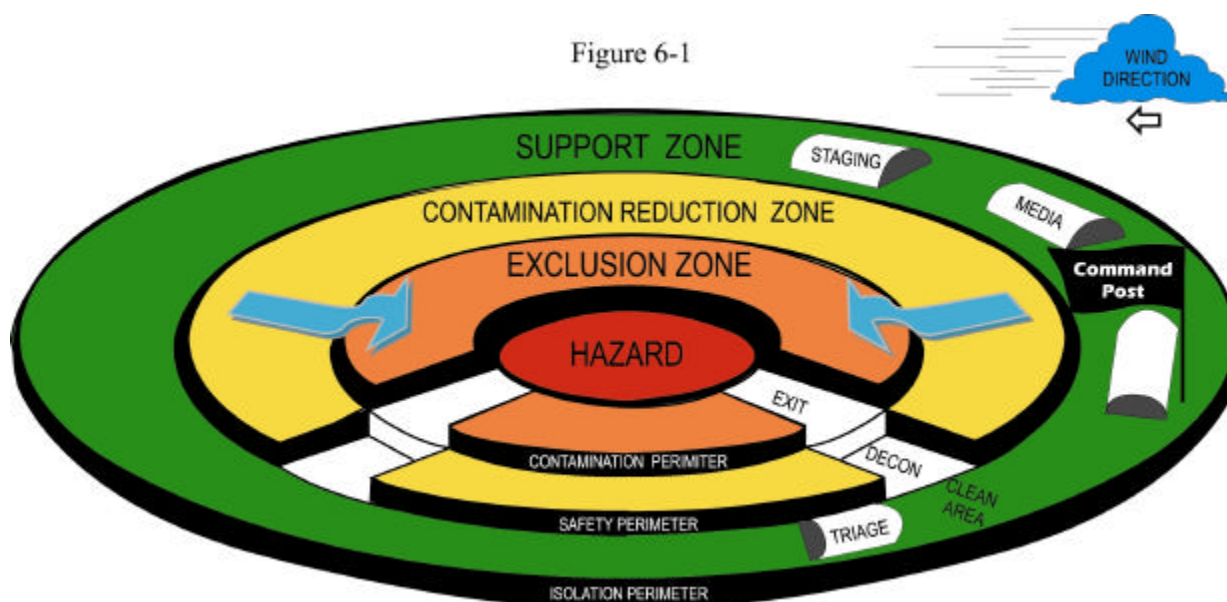 Figure 6-1
WIND
DIRECTION
SUPPORT ZONE
STAGING
CONTAMINATION REDUCTION ZONE
MEDIA
EXCLUSION ZONE
Command
Post
HAZARD
EXIT
CONTAMINATION PERIMITER
DECON
CLEAN
AREA
SAFETY PERIMETER
TRIAGE
ISOLATION PERIMETER